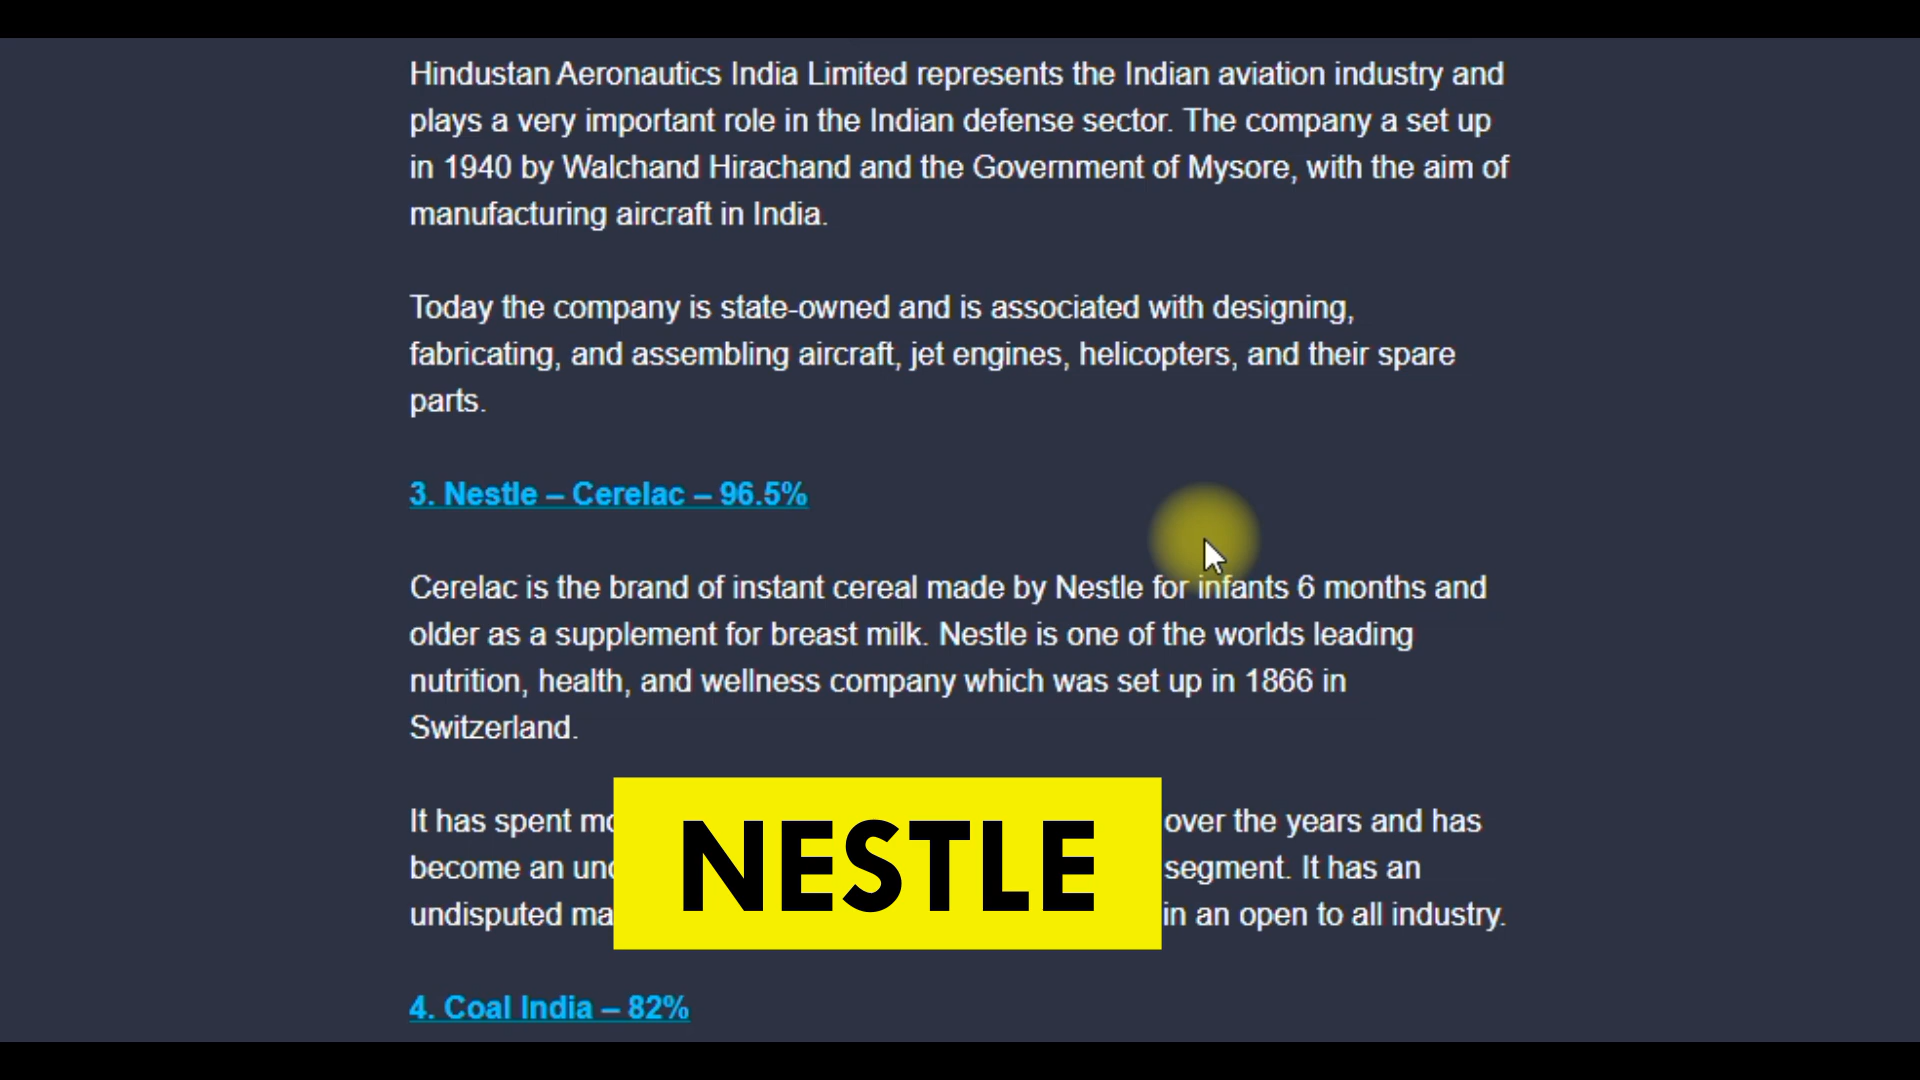 Hindustan Aeronautics India Limited represents the Indian aviation industry and
plays a very important role in the Indian defense sector. The company a set up
in 1940 by Walchand Hirachand and the Government of Mysore, with the aim of
manufacturing aircraft in India.
Today the company is state-owned and is associated with designing,
fabricating, and assembling aircraft, jet engines, helicopters, and their spare
parts.
3. Nestle – Cerelac – 96.5%
Cerelac is the brand of instant cereal made by Nestle for infants 6 months and
older as a supplement for breast milk. Nestle is one of the worlds leading
nutrition, health, and wellness company which was set up in 1866 in
Switzerland.
It has spent over the years and has
become an segment. It has an
undisputed in an open to all industry.
NESTLE
4. Coal India – 82%